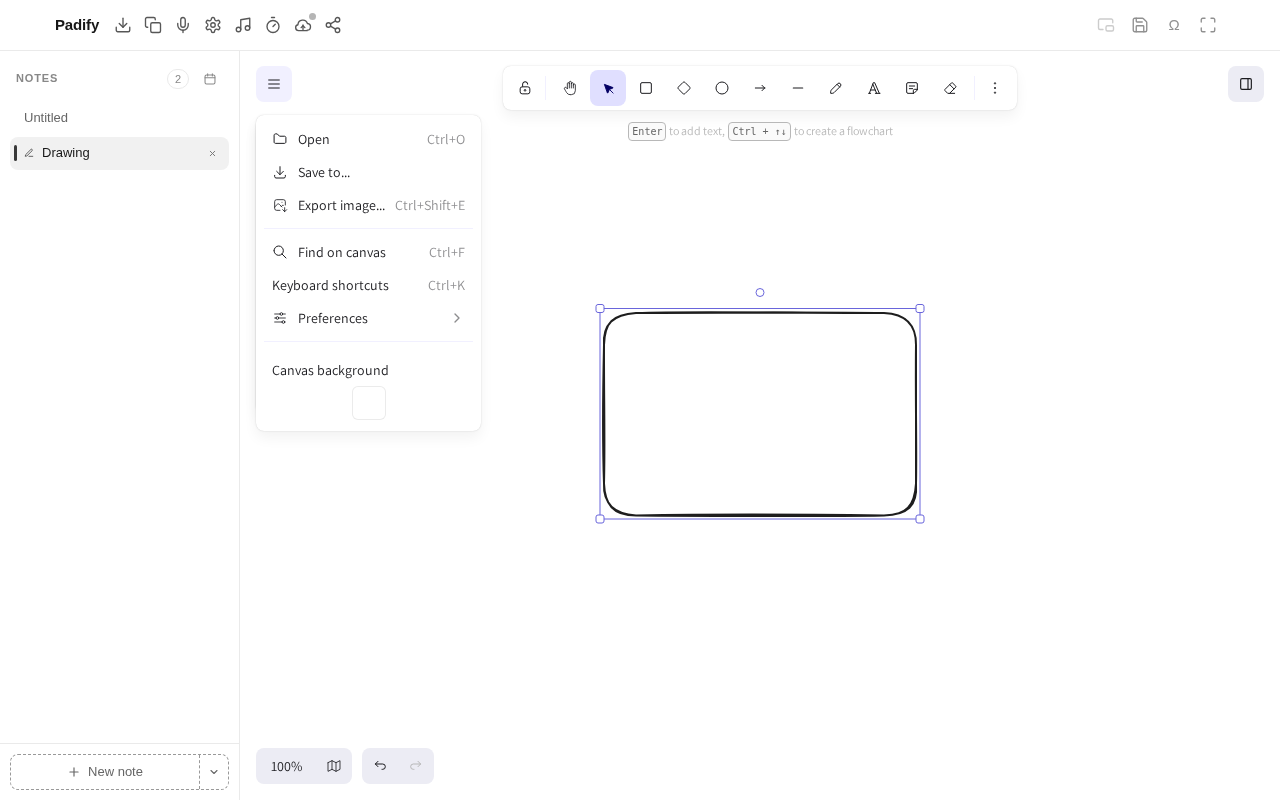 Padify
Ω
NOTES
2
Untitled
Drawing
Open Ctrl+O
Save to...
Export image... Ctrl+Shift+E
Find on canvas Ctrl+F
Keyboard shortcuts Ctrl+K
Preferences
Canvas background
A
Enter to add text, Ctrl + ↑↓ to create a flowchart
100%
New note